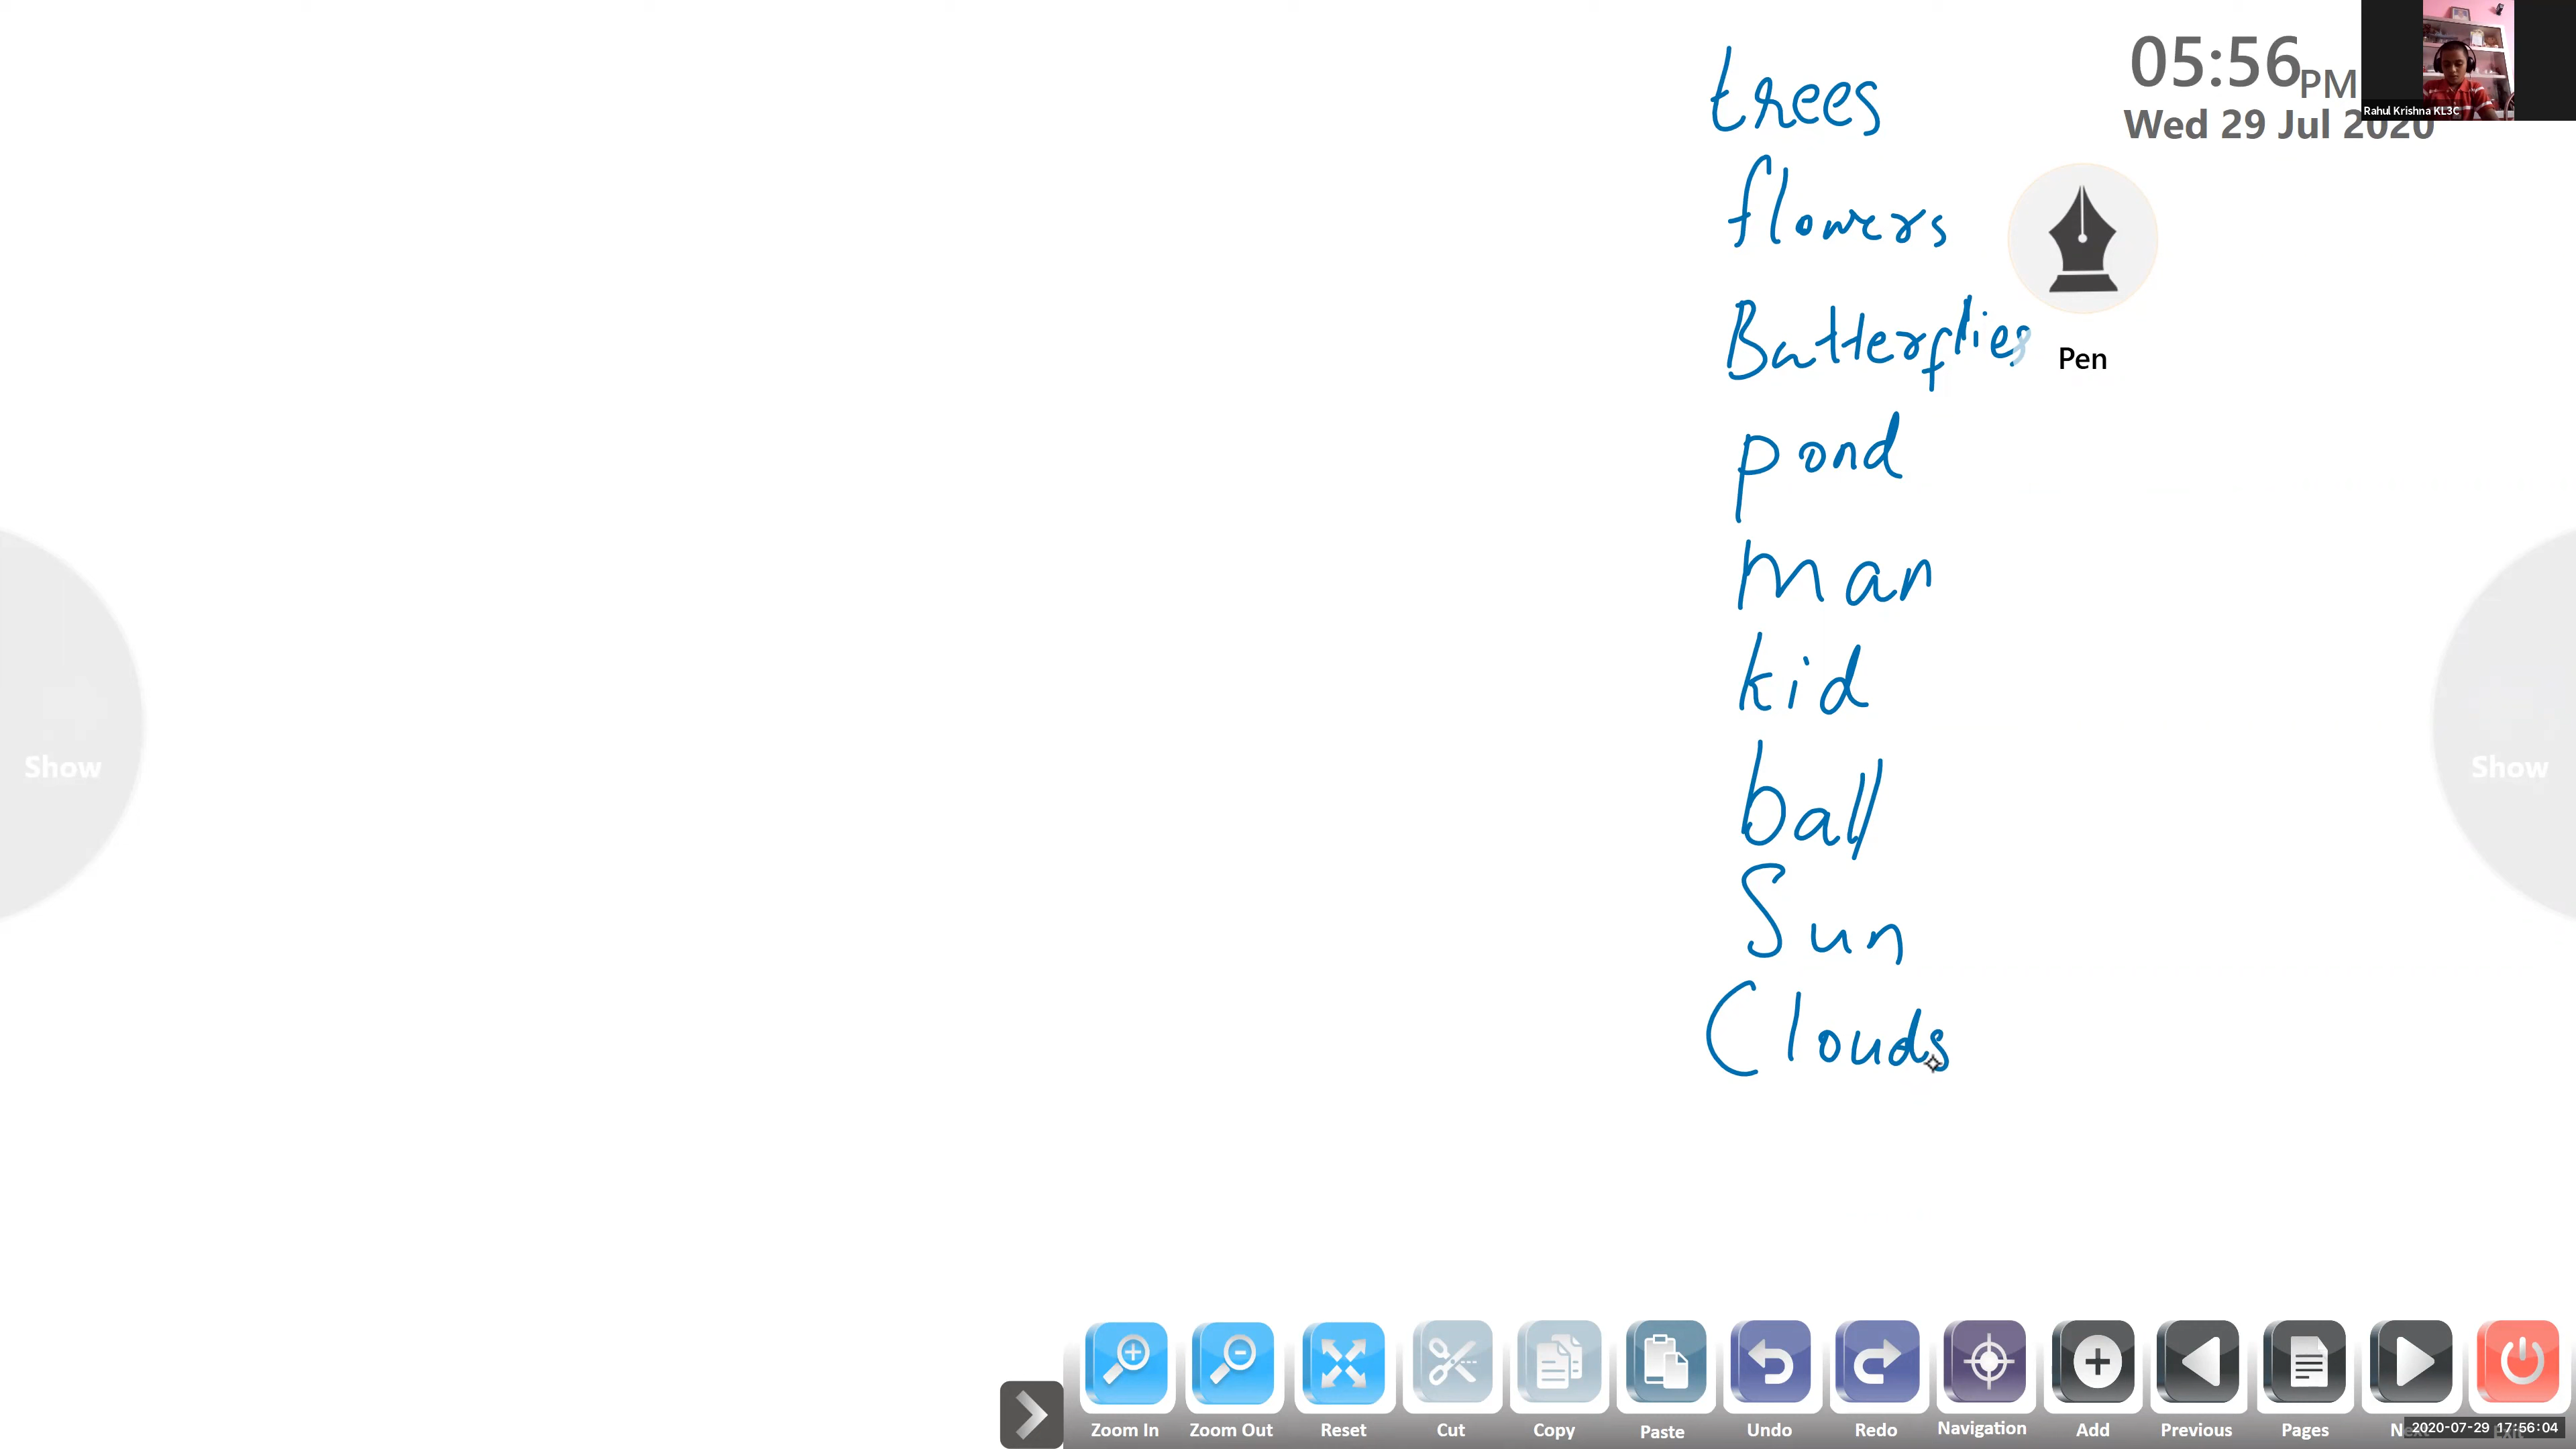 trees
05:56 PM
Rahul Krishna KL3C
Wed 29 Jul 2020
flowers
Butterflies
Pen
pond
man
kid
Show
Show
ball
Sun
Clouds
Zoom In Zoom Out Reset Cut Copy Paste Undo Redo Navigation Add Previous Pages
2020-07-29 17:56:04